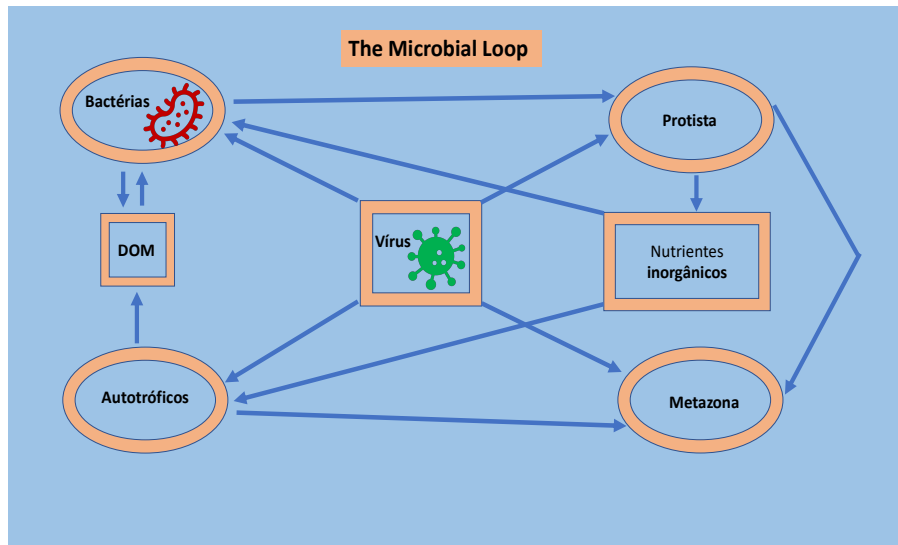 The Microbial Loop
Bactérias
Protista
DOM
Vírus
Nutrientes
inorgânicos
Autotróficos
Metazona